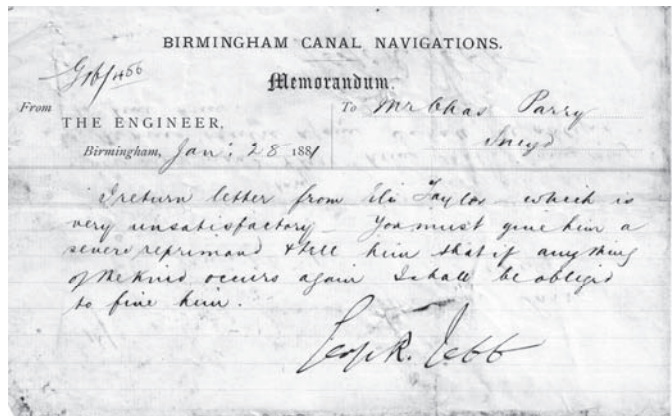 BIRMINGHAM CANAL NAVIGATIONS.
Memorandum.
From
THE ENGINEER,
Birmingham, Jan: 28 1881
To Mr Chas Parry
Sneyd
I return letter from Eli Taylor which is
very unsatisfactory You must give him a
severe reprimand & tell him that if anything
of the kind occurs again I shall be obliged
to fine him.
Geo. R. Jebb